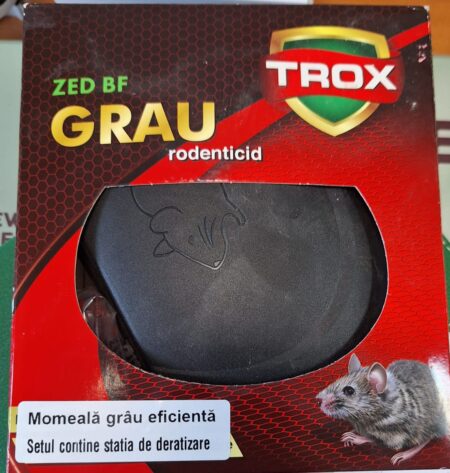 TROX
ZED BF
GRAU
rodenticid
Momeală grâu eficientă
Setul contine statia de deratizare